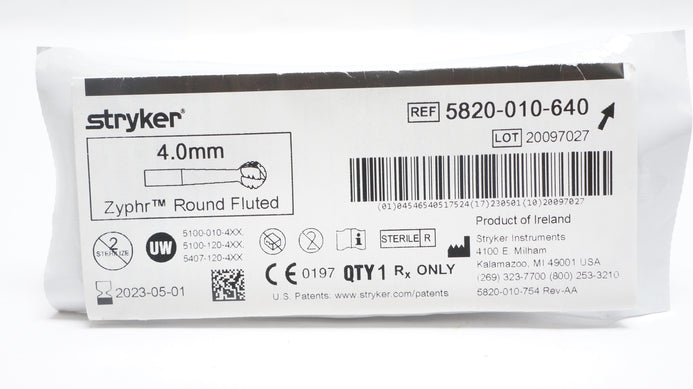 stryker®
REF 5820-010-640
LOT 20097027
4.0mm
Zyphr™ Round Fluted
(01)04546540517524(17)230501(10)20097027
Product of Ireland
2
STERILIZE
UW
5100-010-4XX
5100-120-4XX
5407-120-4XX
i
STERILE R
Stryker Instruments
4100 E. Milham
Kalamazoo, MI 49001 USA
(269) 323-7700 (800) 253-3210
2023-05-01
CE 0197 QTY 1 Rx ONLY
U.S. Patents: www.stryker.com/patents
5820-010-754 Rev-AA